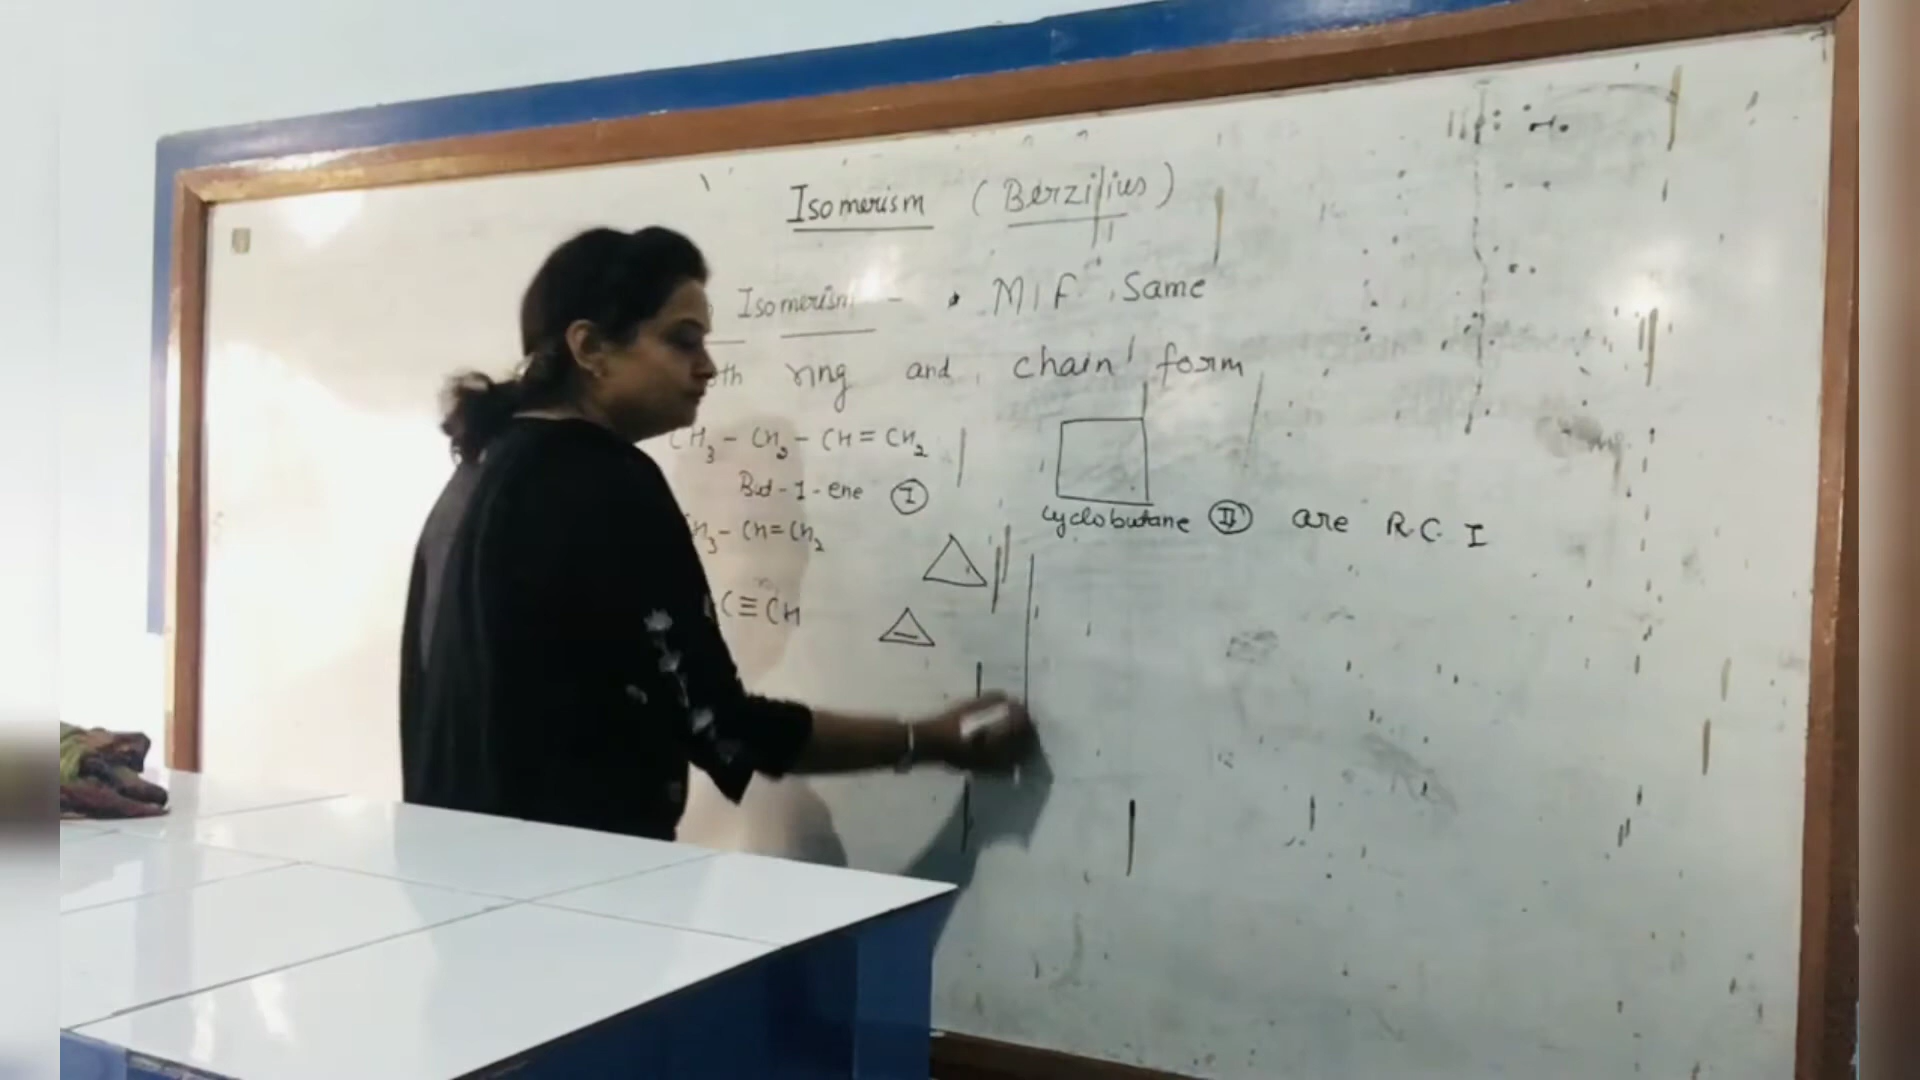 Isomerism (Berzilius)
Isomerism - • M.F. Same
ring and chain form
CH3 - CH2 - CH = CH2
But-1-ene I
cyclobutane II are R.C.I
CH3 - CH = CH2
C≡CH